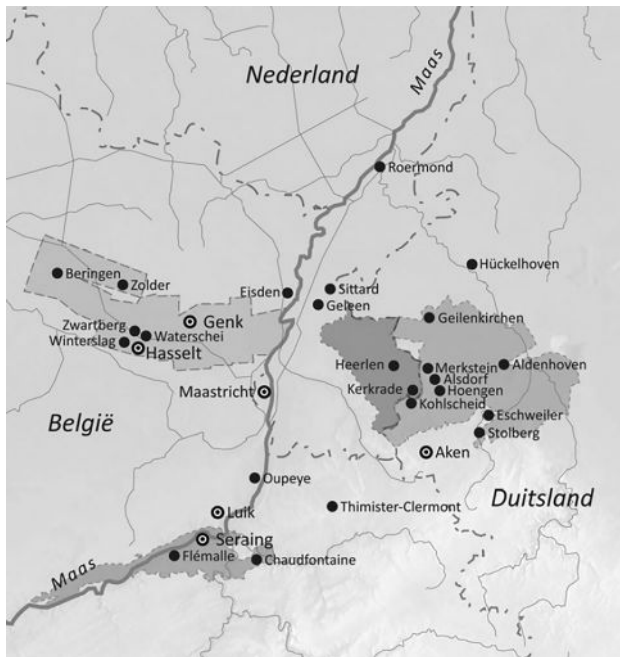 Nederland
Maas
Roermond
Hückelhoven
Beringen
Zolder
Eisden
Sittard
Geleen
Genk
Geilenkirchen
Zwartberg
Waterschei
Winterslag
Hasselt
Heerlen
Merkstein
Aldenhoven
Alsdorf
Maastricht
Kerkrade
Hoengen
Kohlscheid
Eschweiler
België
Stolberg
Aken
Oupeye
Duitsland
Luik
Thimister-Clermont
Seraing
Flémalle
Chaudfontaine
Maas